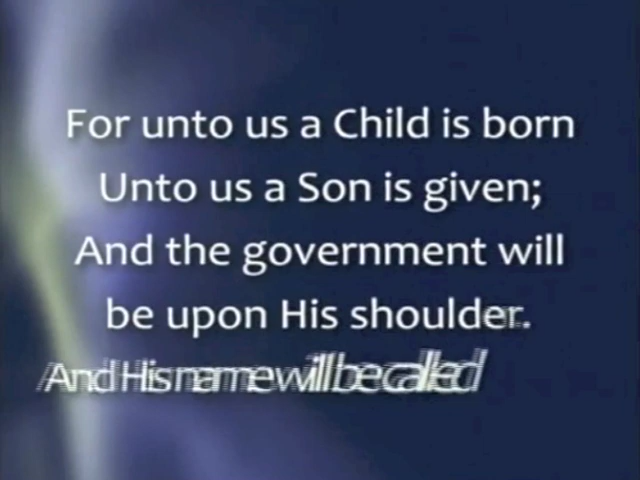 For unto us a Child is born
Unto us a Son is given;
And the government will
be upon His shoulder.
And His name will be called